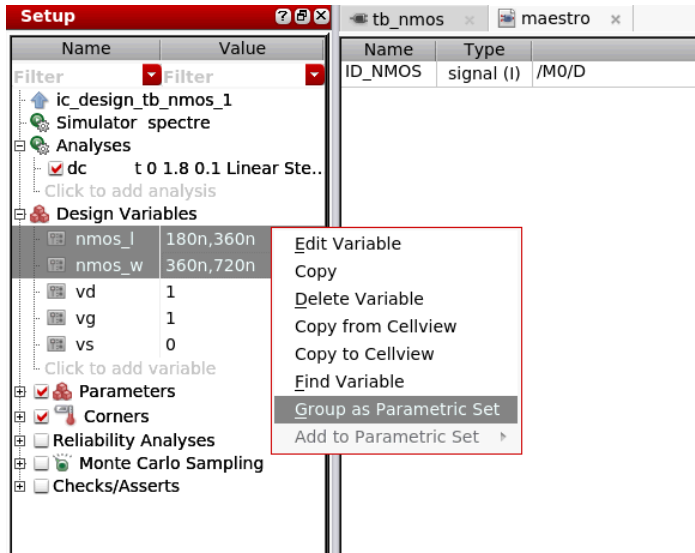 Setup
Name Value
Filter Filter
ic_design_tb_nmos_1
Simulator spectre
Analyses
dc t 0 1.8 0.1 Linear Ste..
Click to add analysis
Design Variables
nmos_l 180n,360n
nmos_w 360n,720n
vd 1
vg 1
vs 0
Click to add variable
Parameters
Corners
Reliability Analyses
Monte Carlo Sampling
Checks/Asserts
tb_nmos
maestro
Name Type
ID_NMOS signal (I) /M0/D
Edit Variable
Copy
Delete Variable
Copy from Cellview
Copy to Cellview
Find Variable
Group as Parametric Set
Add to Parametric Set